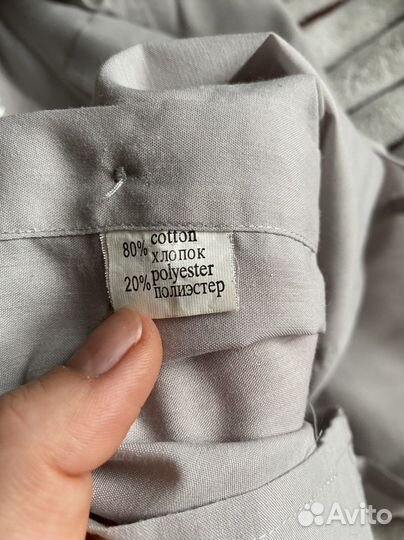 80% cotton
хлопок
20% polyester
полиэстер
Avito